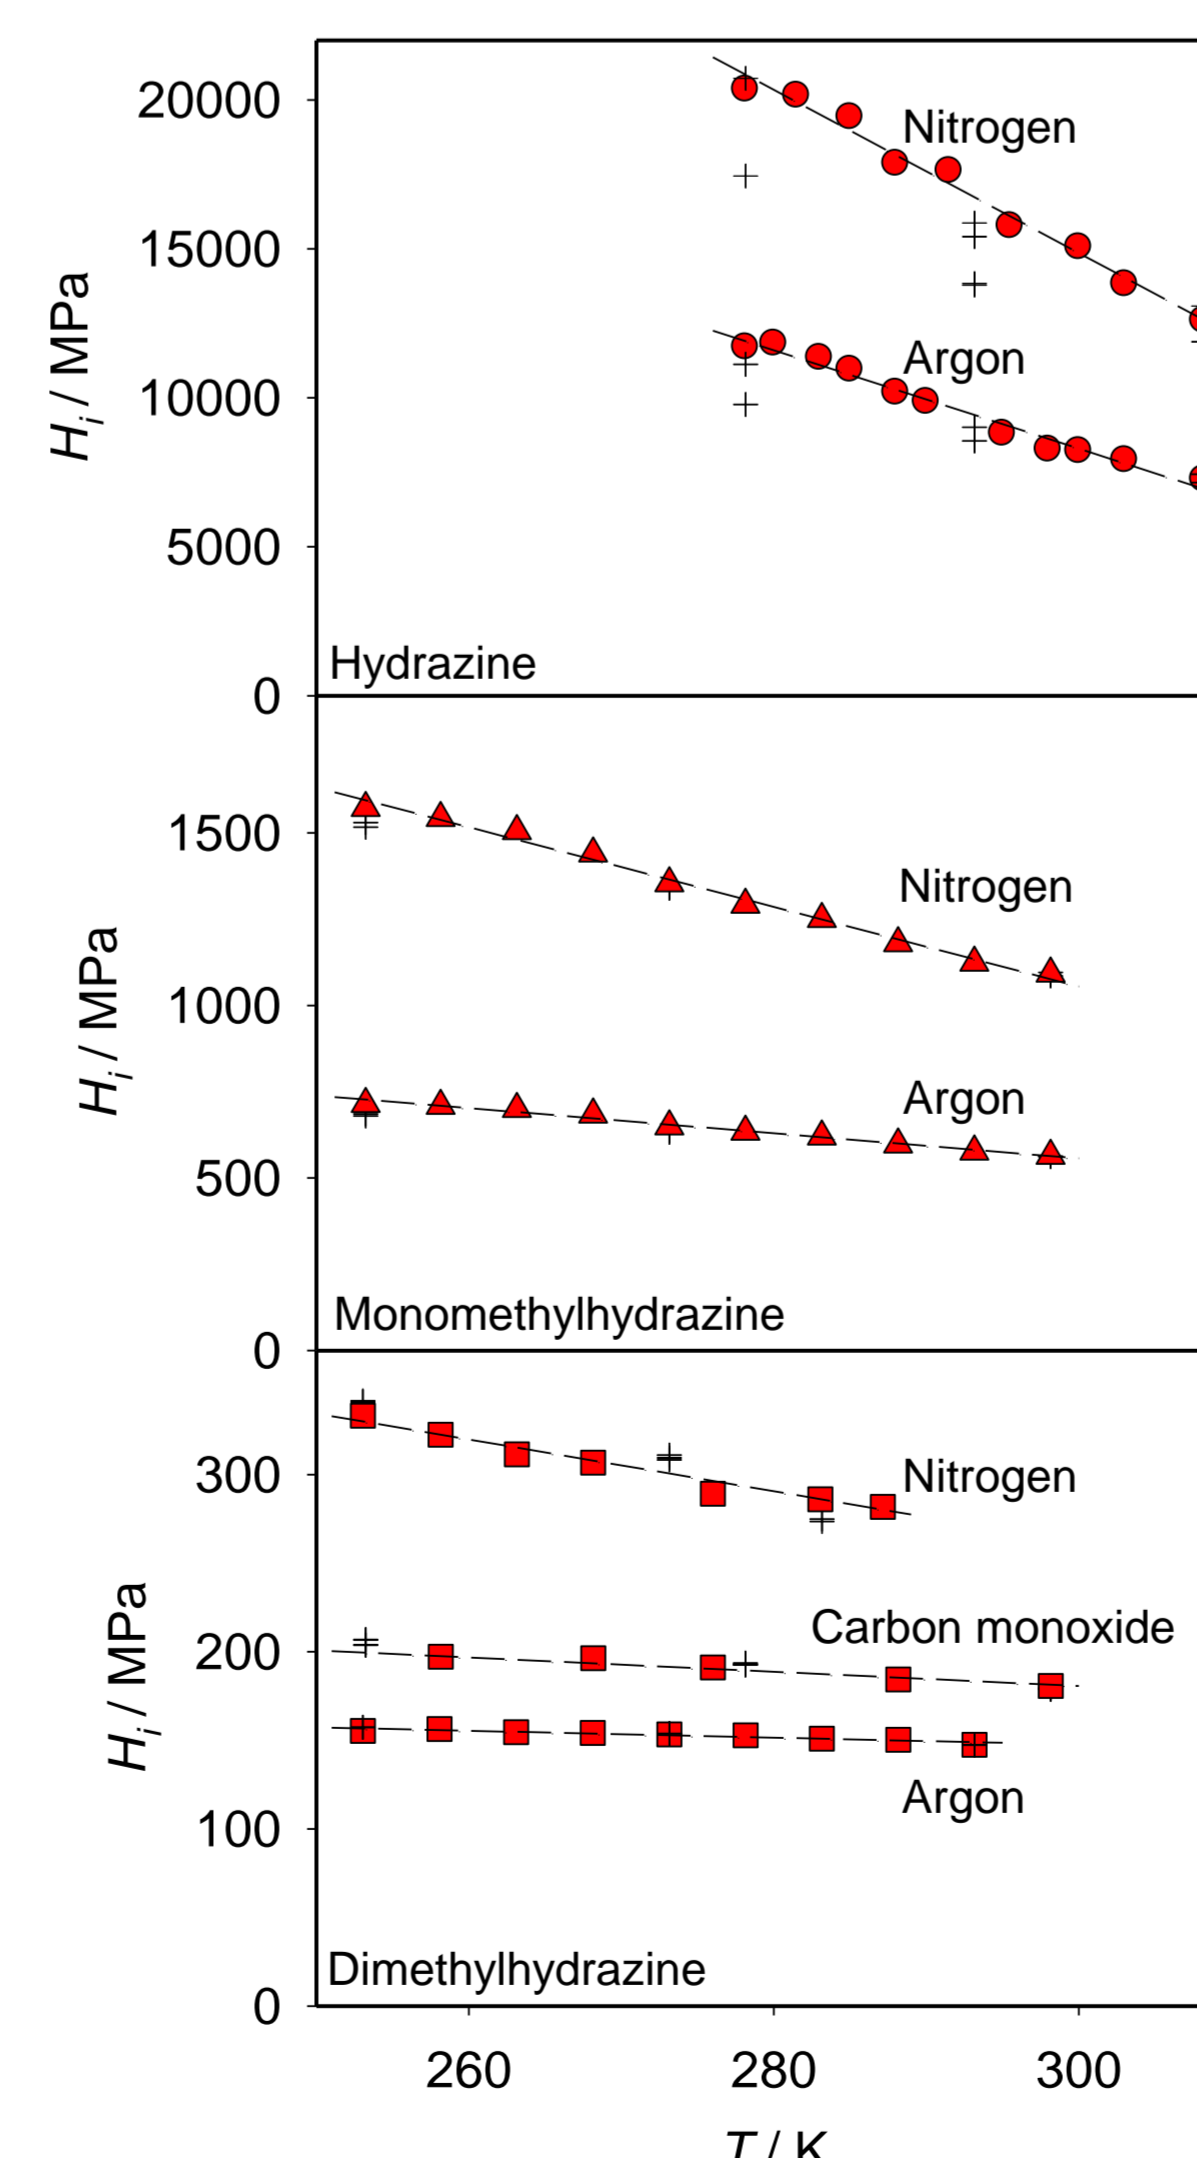 20000
15000
10000
5000
0
H_i / MPa
Nitrogen
Argon
Hydrazine
1500
1000
500
0
H_i / MPa
Nitrogen
Argon
Monomethylhydrazine
300
200
100
0
H_i / MPa
Nitrogen
Carbon monoxide
Argon
Dimethylhydrazine
260 280 300
T / K